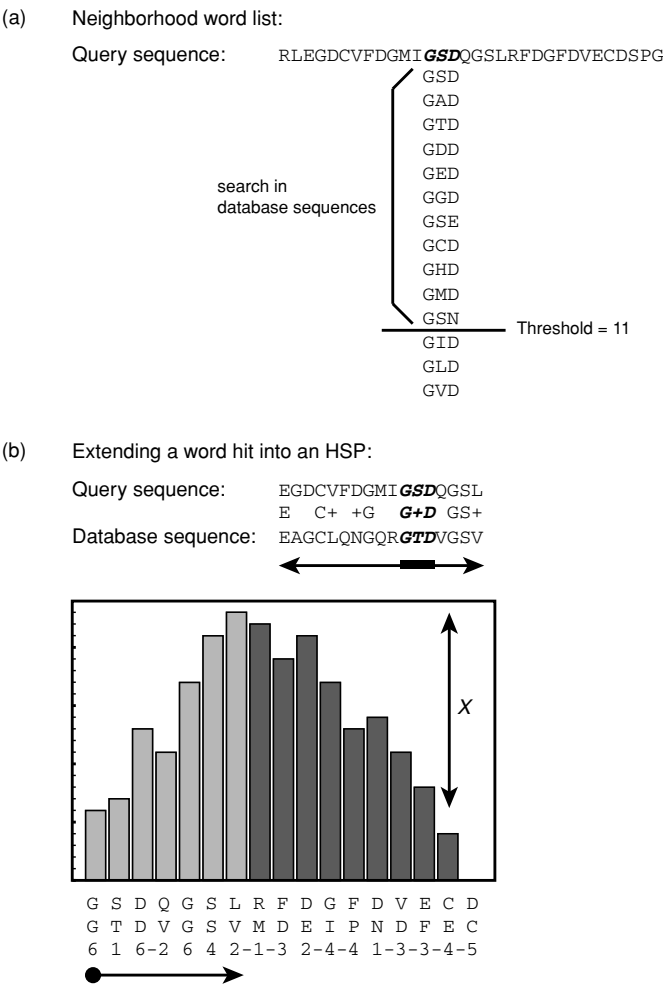 (a) Neighborhood word list:
Query sequence: RLEGDCVFDGMIGSDQGSLRFDGFDVECDSPG
GSD
GAD
GTD
GDD
GED
search in
GGD
database sequences
GSE
GCD
GHD
GMD
GSN
Threshold = 11
GID
GLD
GVD
(b) Extending a word hit into an HSP:
Query sequence: EGDCVFDGMIGSDQGSL
E C+ +G G+D GS+
Database sequence: EAGCLQNGQRGTDVGSV
X
G S D Q G S L R F D G F D V E C D
G T D V G S V M D E I P N D F E C
6 1 6-2 6 4 2-1-3 2-4-4 1-3-3-4-5